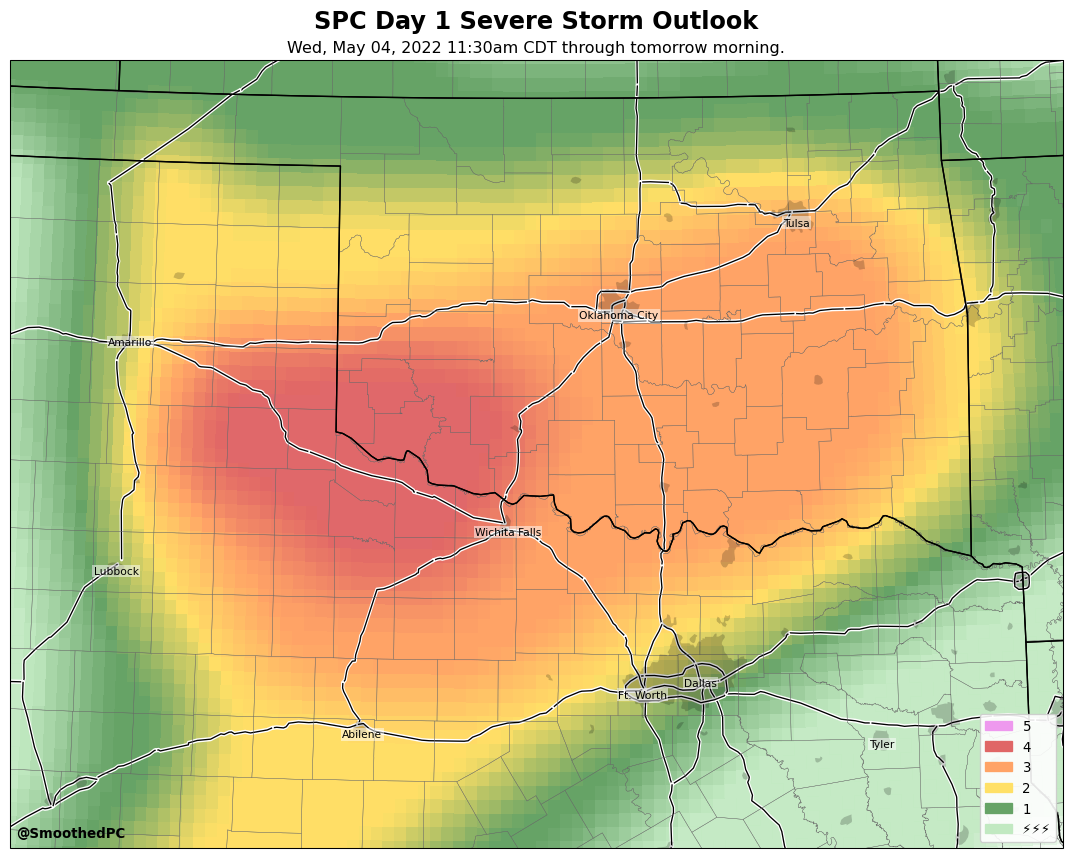 SPC Day 1 Severe Storm Outlook
Wed, May 04, 2022 11:30am CDT through tomorrow morning.
Tulsa
Oklahoma City
Amarillo
Wichita Falls
Lubbock
Dallas
Ft. Worth
Abilene
Tyler
5
4
3
2
1
⚡⚡⚡
@SmoothedPC